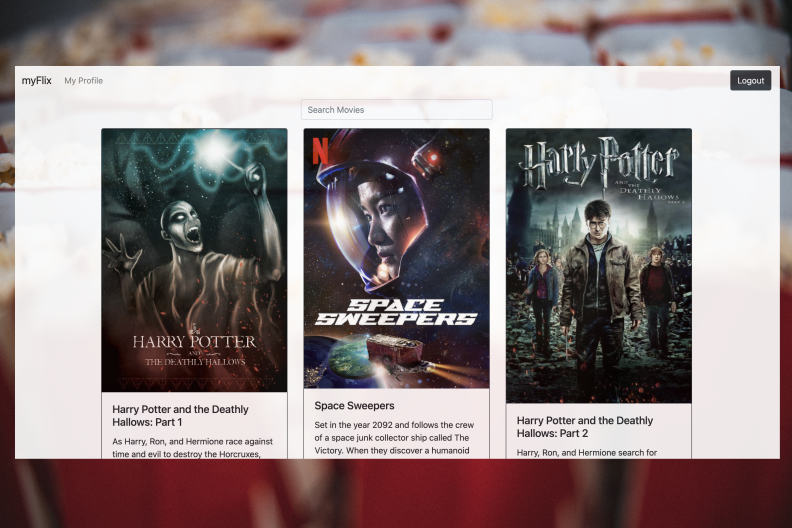 myFlix My Profile Logout
Search Movies
HARRY POTTER
AND
THE DEATHLY HALLOWS
Harry Potter and the Deathly
Hallows: Part 1
As Harry, Ron, and Hermione race against
time and evil to destroy the Horcruxes,
N
SPACE
SWEEPERS
Space Sweepers
Set in the year 2092 and follows the crew
of a space junk collector ship called The
Victory. When they discover a humanoid
Harry Potter
AND THE
DEATHLY
HALLOWS
PART 2
Harry Potter and the Deathly
Hallows: Part 2
Harry, Ron, and Hermione search for